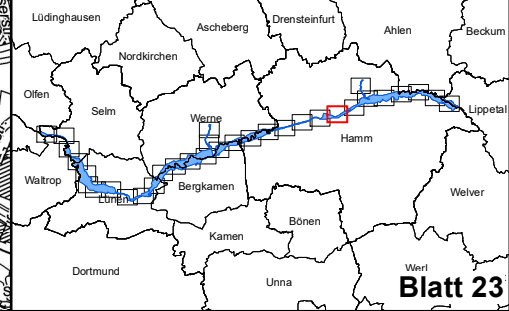 Lüdinghausen
Ascheberg
Drensteinfurt
Ahlen
Beckum
Nordkirchen
Olfen
Selm
Werne
Hamm
Lippetal
Waltrop
Lünen
Bergkamen
Welver
Bönen
Kamen
Dortmund
Unna
Werl
Blatt 23